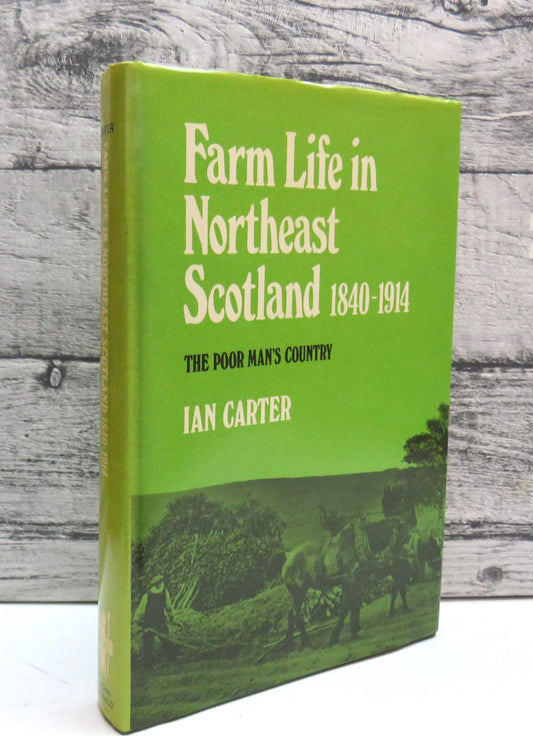 Farm Life in
Northeast
Scotland 1840-1914
THE POOR MAN'S COUNTRY
IAN CARTER